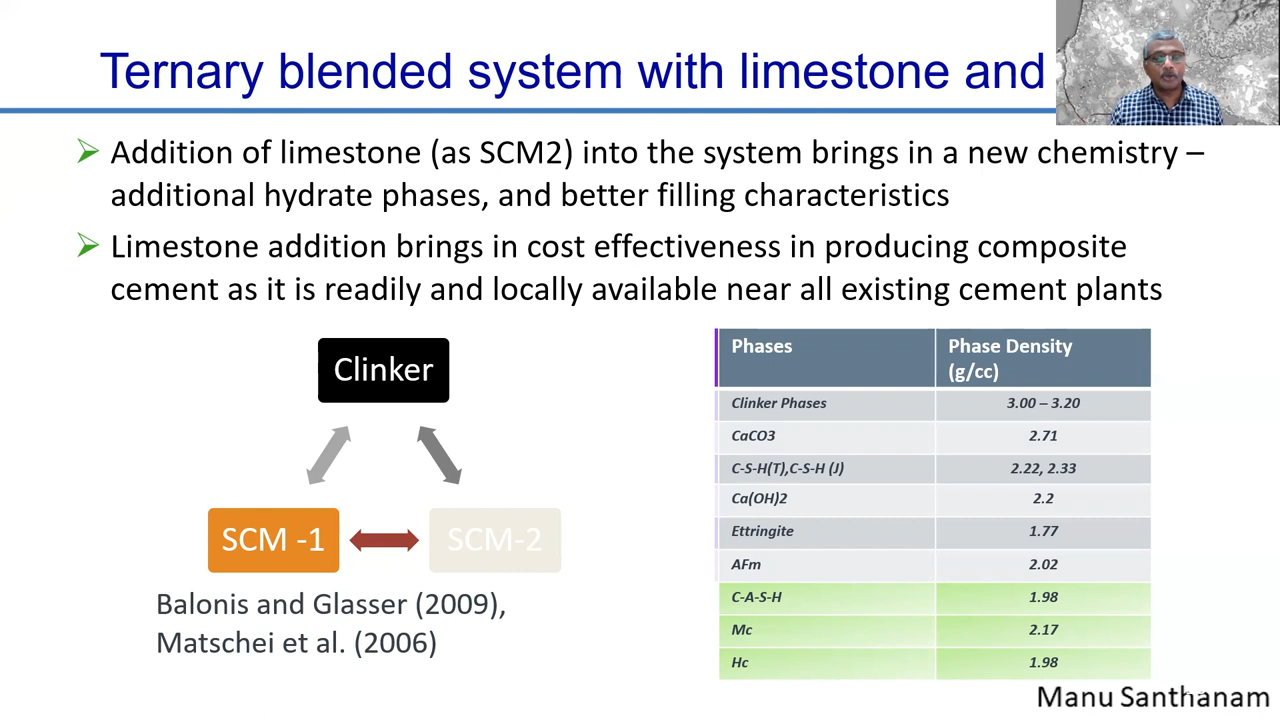 Ternary blended system with limestone and
Addition of limestone (as SCM2) into the system brings in a new chemistry –
additional hydrate phases, and better filling characteristics
Limestone addition brings in cost effectiveness in producing composite
cement as it is readily and locally available near all existing cement plants
Clinker
SCM -1
SCM-2
Balonis and Glasser (2009),
Matschei et al. (2006)
Phases
Phase Density
(g/cc)
Clinker Phases
3.00 – 3.20
CaCO3
2.71
C-S-H(T),C-S-H (J)
2.22, 2.33
Ca(OH)2
2.2
Ettringite
1.77
AFm
2.02
C-A-S-H
1.98
Mc
2.17
Hc
1.98
Manu Santhanam